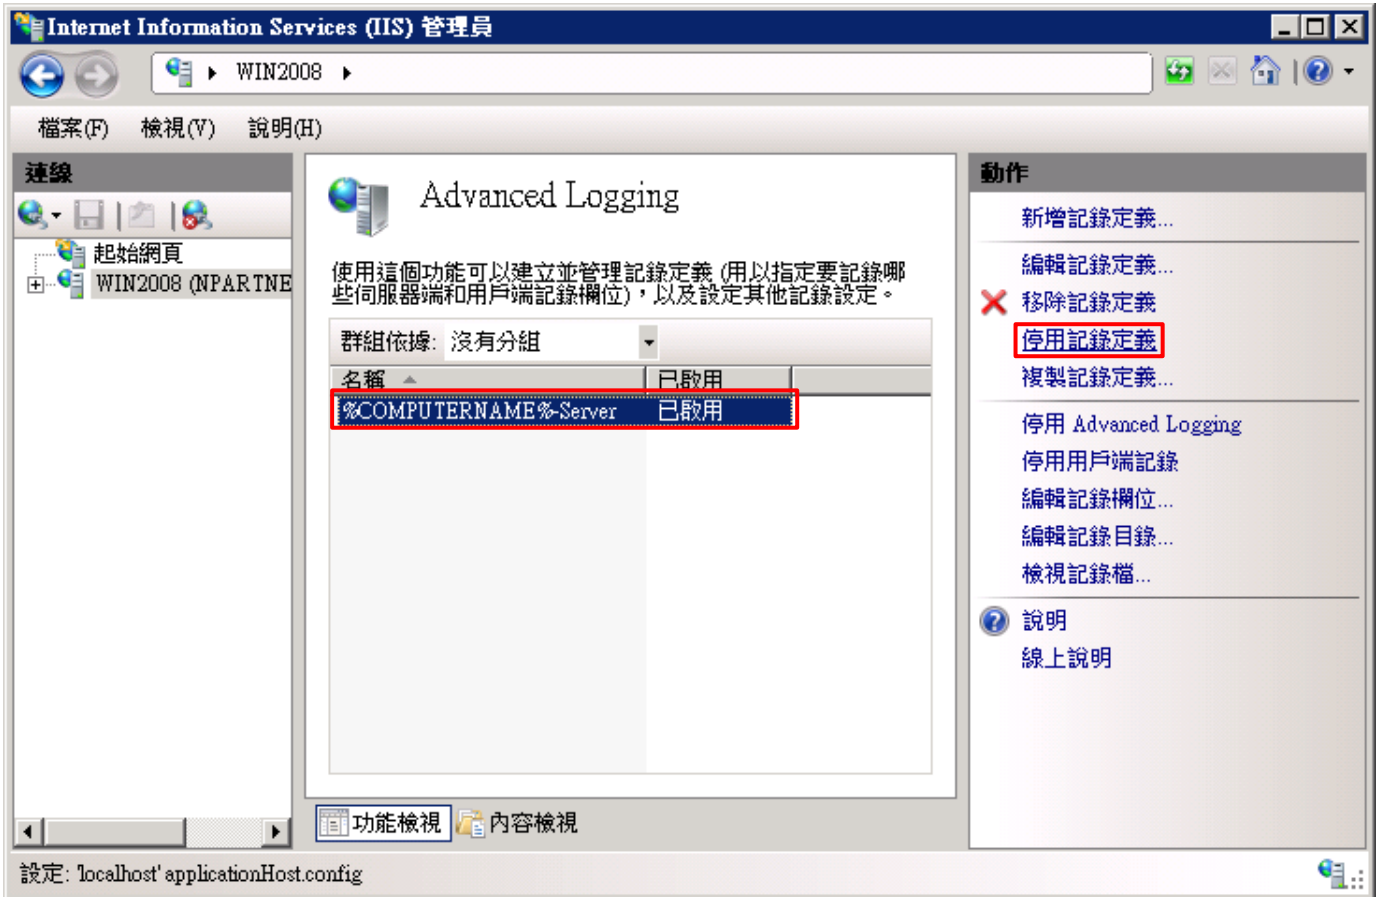 Internet Information Services (IIS) 管理員
WIN2008
檔案(F) 檢視(V) 說明(H)
連線
起始網頁
WIN2008 (NPARTNE
Advanced Logging
使用這個功能可以建立並管理記錄定義 (用以指定要記錄哪
些伺服器端和用戶端記錄欄位)，以及設定其他記錄設定。
群組依據: 沒有分組
名稱 已啟用
%COMPUTERNAME%-Server 已啟用
功能檢視 內容檢視
動作
新增記錄定義...
編輯記錄定義...
移除記錄定義
停用記錄定義
複製記錄定義...
停用 Advanced Logging
停用用戶端記錄
編輯記錄欄位...
編輯記錄目錄...
檢視記錄檔...
說明
線上說明
設定: 'localhost' applicationHost.config